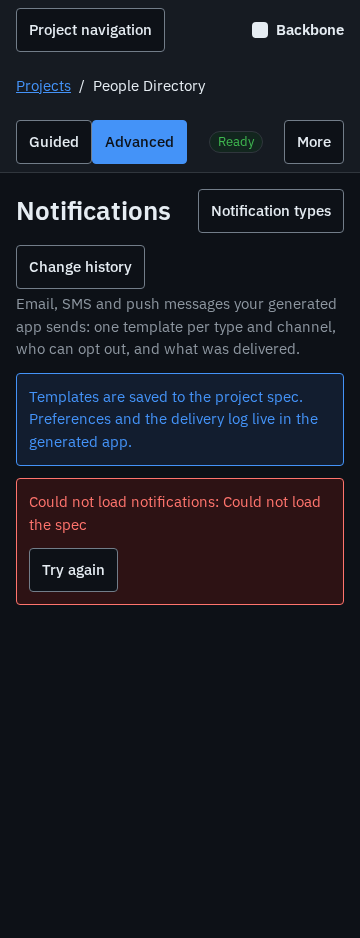 Project navigation
Backbone
Projects / People Directory
Guided
Advanced
Ready
More
Notifications
Notification types
Change history
Email, SMS and push messages your generated
app sends: one template per type and channel,
who can opt out, and what was delivered.
Templates are saved to the project spec.
Preferences and the delivery log live in the
generated app.
Could not load notifications: Could not load
the spec
Try again